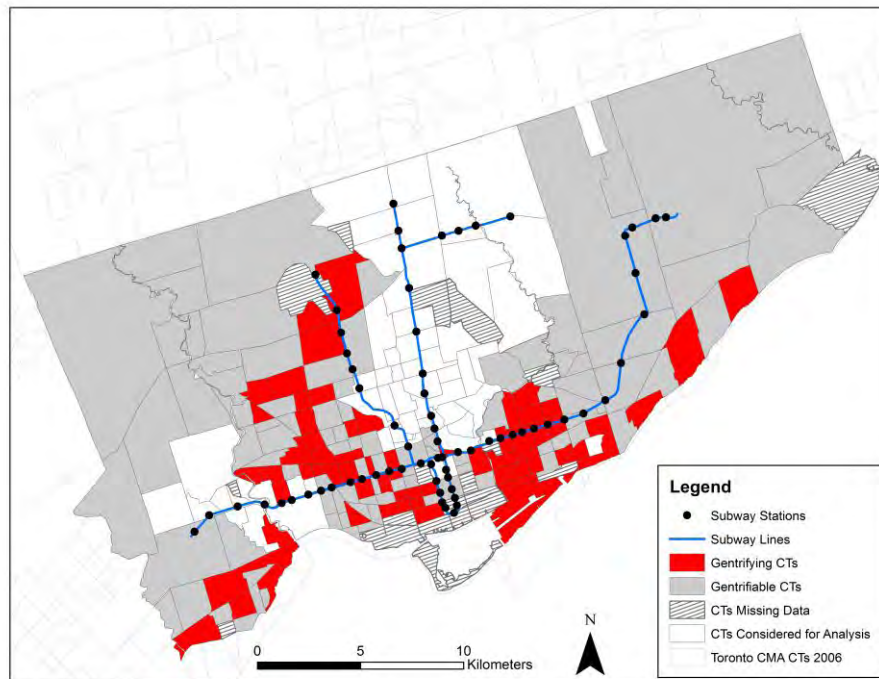 Legend
Subway Stations
Subway Lines
Gentrifying CTs
Gentrifiable CTs
CTs Missing Data
CTs Considered for Analysis
Toronto CMA CTs 2006
N
0 5 10
Kilometers